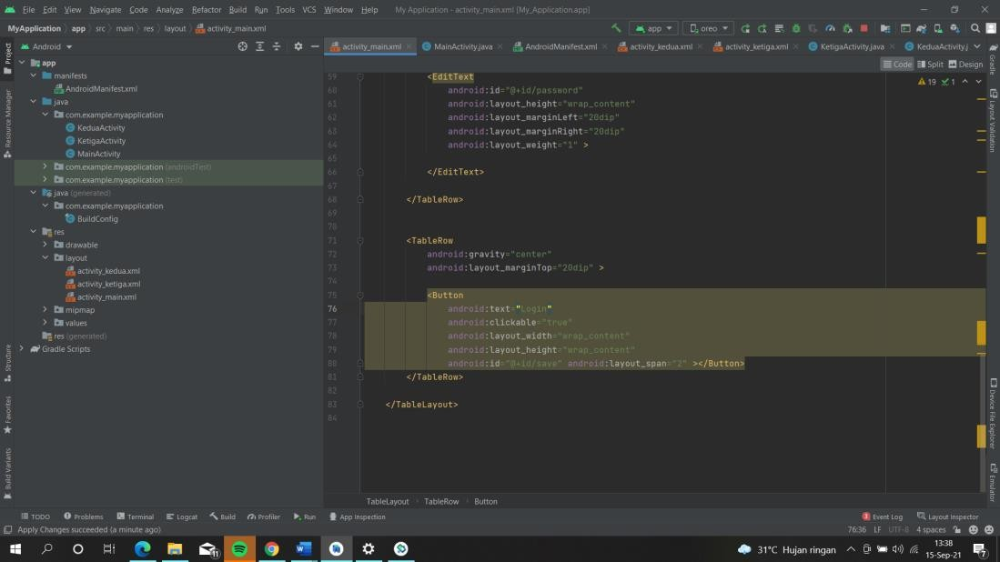 File Edit View Navigate Code Analyze Refactor Build Run Tools VCS Window Help My Application - activity_main.xml [My_Application.app]
MyApplication app src main res layout activity_main.xml app oreo
Android activity_main.xml MainActivity.java AndroidManifest.xml activity_kedua.xml activity_ketiga.xml KetigaActivity.java KeduaActivity.j
Code Split Design
Project
Resource Manager
Structure
Favorites
Build Variants
app
manifests
AndroidManifest.xml
java
com.example.myapplication
KeduaActivity
KetigaActivity
MainActivity
com.example.myapplication (androidTest)
com.example.myapplication (test)
java (generated)
com.example.myapplication
BuildConfig
res
drawable
layout
activity_kedua.xml
activity_ketiga.xml
activity_main.xml
mipmap
values
res (generated)
Gradle Scripts
19 1
59 <EditText
60 android:id="@+id/password"
61 android:layout_height="wrap_content"
62 android:layout_marginLeft="20dip"
63 android:layout_marginRight="20dip"
64 android:layout_weight="1" >
65
66 </EditText>
67
68 </TableRow>
69
70
71 <TableRow
72 android:gravity="center"
73 android:layout_marginTop="20dip" >
74
75 <Button
76 android:text="Login"
77 android:clickable="true"
78 android:layout_width="wrap_content"
79 android:layout_height="wrap_content"
80 android:id="@+id/save" android:layout_span="2" ></Button>
81 </TableRow>
82
83 </TableLayout>
84
TableLayout TableRow Button
Gradle
Layout Validation
Device File Explorer
Emulator
TODO Problems Terminal Logcat Build Profiler Run App Inspection 3 Event Log Layout Inspector
Apply Changes succeeded (a minute ago) 76:36 LF UTF-8 4 spaces
11 31°C Hujan ringan 13:38
15-Sep-21 7